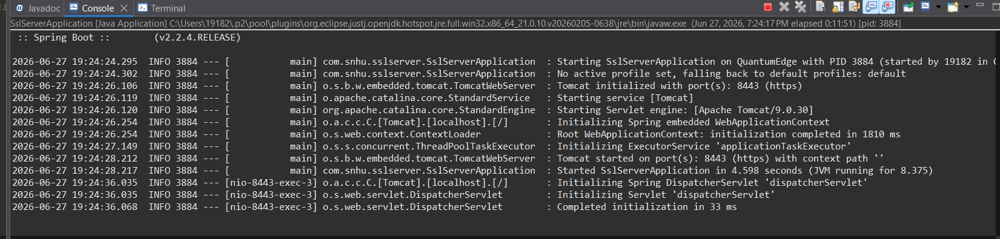 .8
@ Javadoc Console Terminal
SslServerApplication [Java Application] C:\Users\19182\.p2\pool\plugins\org.eclipse.justj.openjdk.hotspot.jre.full.win32.x86_64_21.0.10.v20260205-0638\jre\bin\javaw.exe (Jun 27, 2026, 7:24:17 PM elapsed 0:11:51) [pid: 3884]
:: Spring Boot :: (v2.2.4.RELEASE)
2026-06-27 19:24:24.295 INFO 3884 --- [ main] com.snhu.sslserver.SslServerApplication : Starting SslServerApplication on QuantumEdge with PID 3884 (started by 19182 in
2026-06-27 19:24:24.302 INFO 3884 --- [ main] com.snhu.sslserver.SslServerApplication : No active profile set, falling back to default profiles: default
2026-06-27 19:24:26.106 INFO 3884 --- [ main] o.s.b.w.embedded.tomcat.TomcatWebServer : Tomcat initialized with port(s): 8443 (https)
2026-06-27 19:24:26.119 INFO 3884 --- [ main] o.apache.catalina.core.StandardService : Starting service [Tomcat]
2026-06-27 19:24:26.120 INFO 3884 --- [ main] org.apache.catalina.core.StandardEngine : Starting Servlet engine: [Apache Tomcat/9.0.30]
2026-06-27 19:24:26.254 INFO 3884 --- [ main] o.a.c.c.C.[Tomcat].[localhost].[/] : Initializing Spring embedded WebApplicationContext
2026-06-27 19:24:26.254 INFO 3884 --- [ main] o.s.web.context.ContextLoader : Root WebApplicationContext: initialization completed in 1810 ms
2026-06-27 19:24:27.149 INFO 3884 --- [ main] o.s.s.concurrent.ThreadPoolTaskExecutor : Initializing ExecutorService 'applicationTaskExecutor'
2026-06-27 19:24:28.212 INFO 3884 --- [ main] o.s.b.w.embedded.tomcat.TomcatWebServer : Tomcat started on port(s): 8443 (https) with context path ''
2026-06-27 19:24:28.217 INFO 3884 --- [ main] com.snhu.sslserver.SslServerApplication : Started SslServerApplication in 4.598 seconds (JVM running for 8.375)
2026-06-27 19:24:36.035 INFO 3884 --- [nio-8443-exec-3] o.a.c.c.C.[Tomcat].[localhost].[/] : Initializing Spring DispatcherServlet 'dispatcherServlet'
2026-06-27 19:24:36.035 INFO 3884 --- [nio-8443-exec-3] o.s.web.servlet.DispatcherServlet : Initializing Servlet 'dispatcherServlet'
2026-06-27 19:24:36.068 INFO 3884 --- [nio-8443-exec-3] o.s.web.servlet.DispatcherServlet : Completed initialization in 33 ms